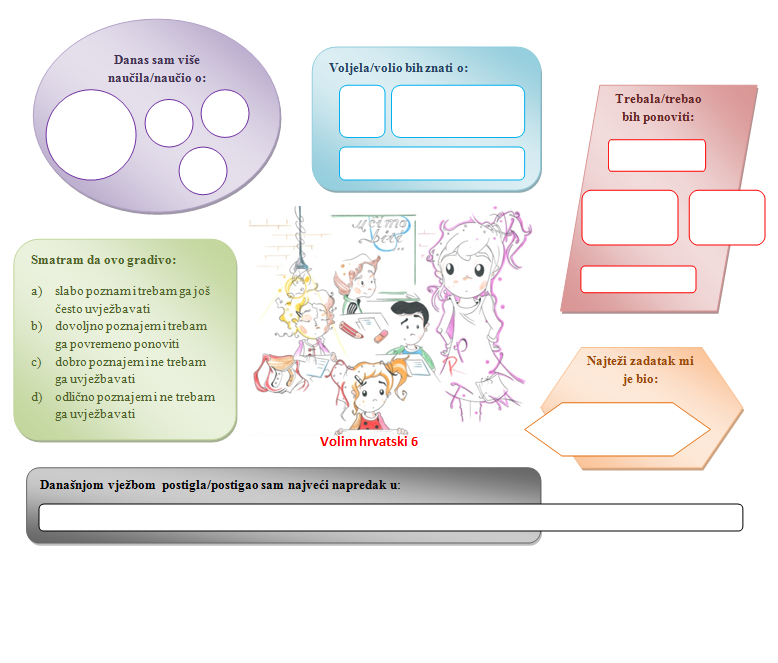 Danas sam više
naučila/naučio o:
Voljela/volio bih znati o:
Trebala/trebao
bih ponoviti:
Smatram da ovo gradivo:
a) slabo poznam i trebam ga još
često uvježbavati
b) dovoljno poznajem i trebam
ga povremeno ponoviti
c) dobro poznajem i ne trebam
ga uvježbavati
d) odlično poznajem i ne trebam
ga uvježbavati
učimo
biće
Volim hrvatski 6
Najteži zadatak mi
je bio:
Današnjom vježbom postigla/postigao sam najveći napredak u: